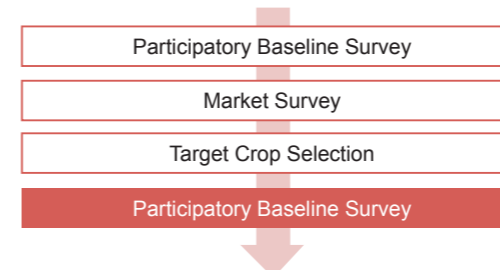 Participatory Baseline Survey
Market Survey
Target Crop Selection
Participatory Baseline Survey